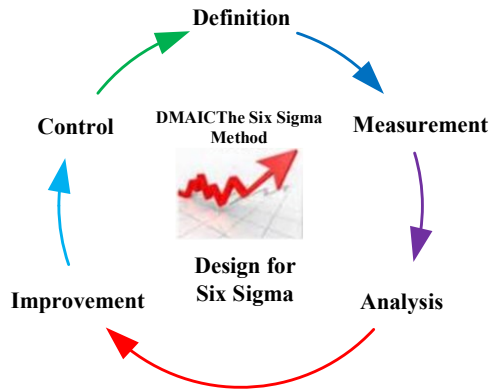 Definition
DMAICThe Six Sigma
Method
Control
Measurement
Design for
Six Sigma
Improvement
Analysis